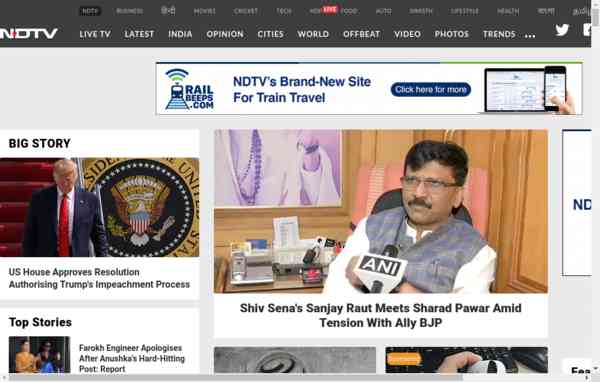 NDTV BUSINESS हिन्दी MOVIES CRICKET TECH HOP LIVE FOOD AUTO SWASTH LIFESTYLE HEALTH বাংলা தமிழ்
NDTV LIVE TV LATEST INDIA OPINION CITIES WORLD OFFBEAT VIDEO PHOTOS TRENDS ...
RAIL
BEEPS
.COM
NDTV's Brand-New Site
For Train Travel
Click here for more
BIG STORY
US House Approves Resolution
Authorising Trump's Impeachment Process
ANI
Shiv Sena's Sanjay Raut Meets Sharad Pawar Amid
Tension With Ally BJP
ND
Top Stories
Farokh Engineer Apologises
After Anushka's Hard-Hitting
Post: Report
Sponsored
Fea